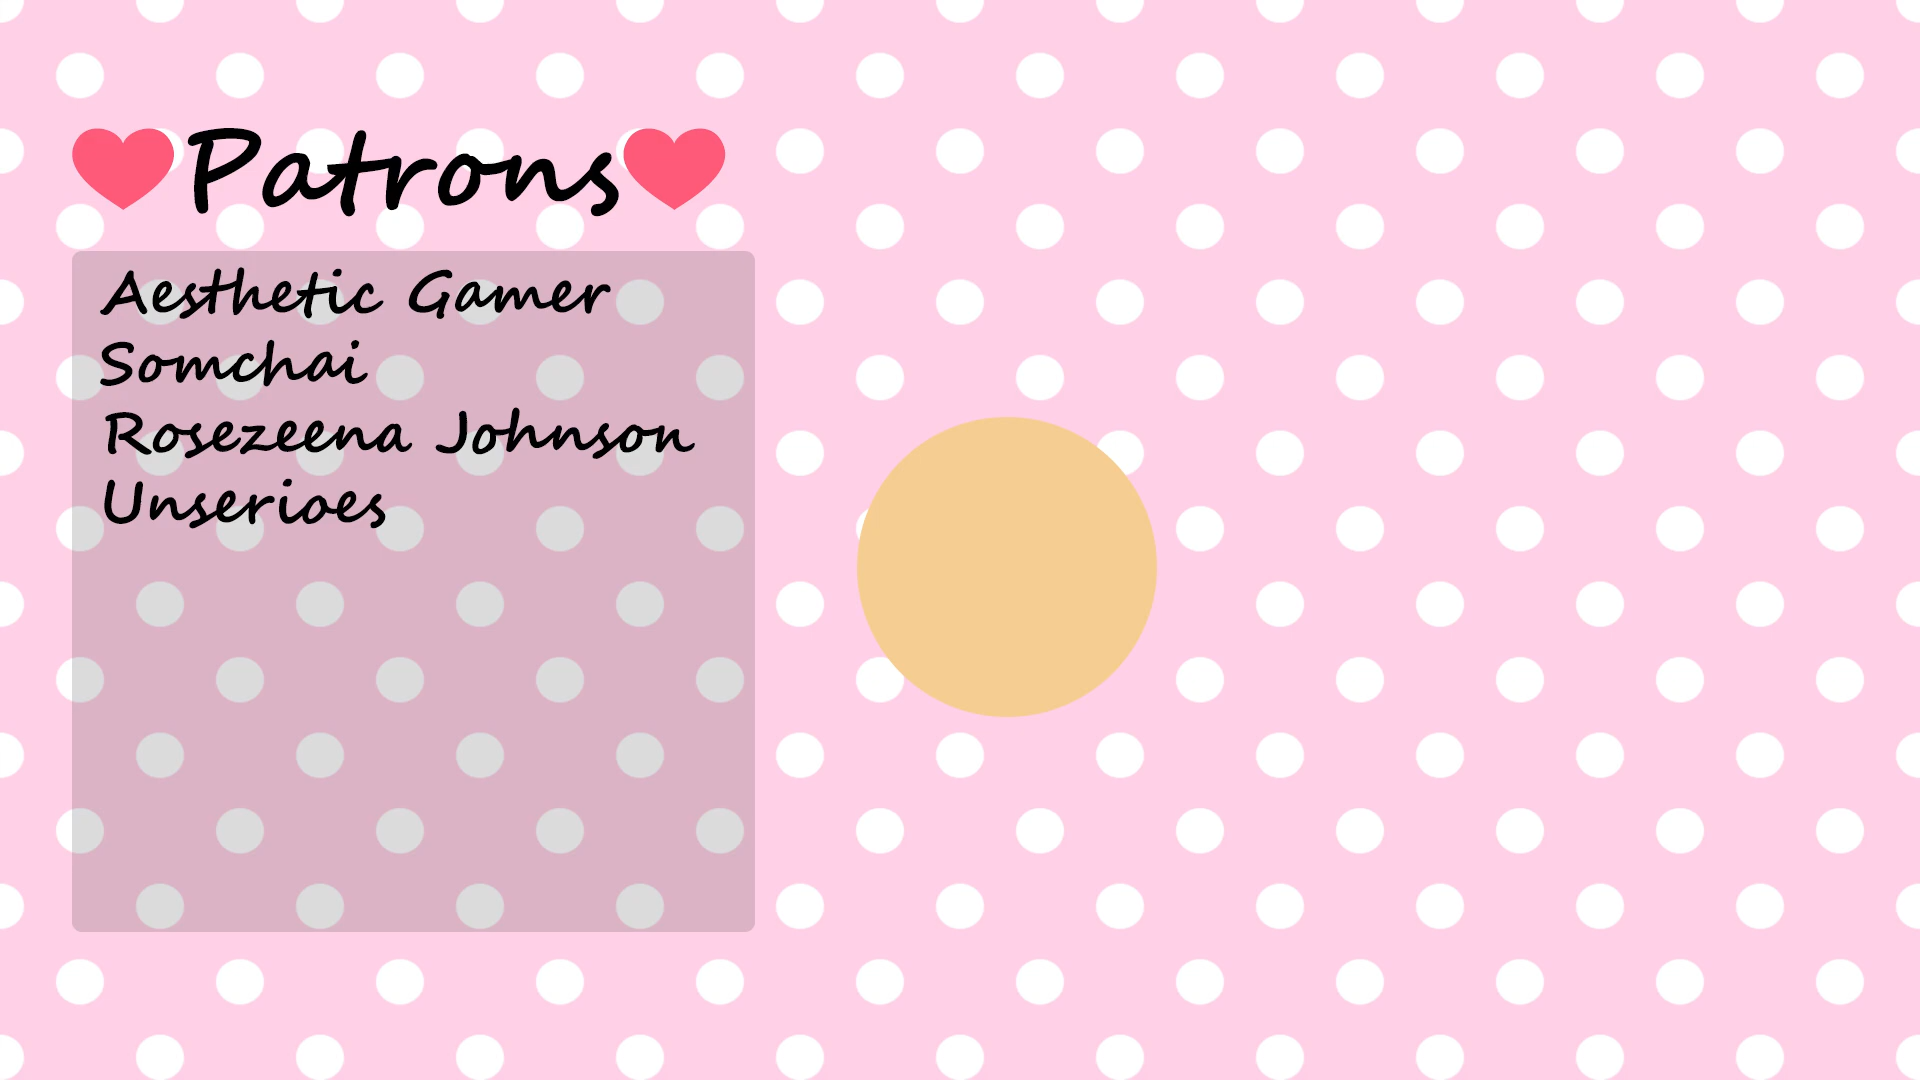 Patrons
Aesthetic Gamer
Somchai
Rosezeena Johnson
Unserioes